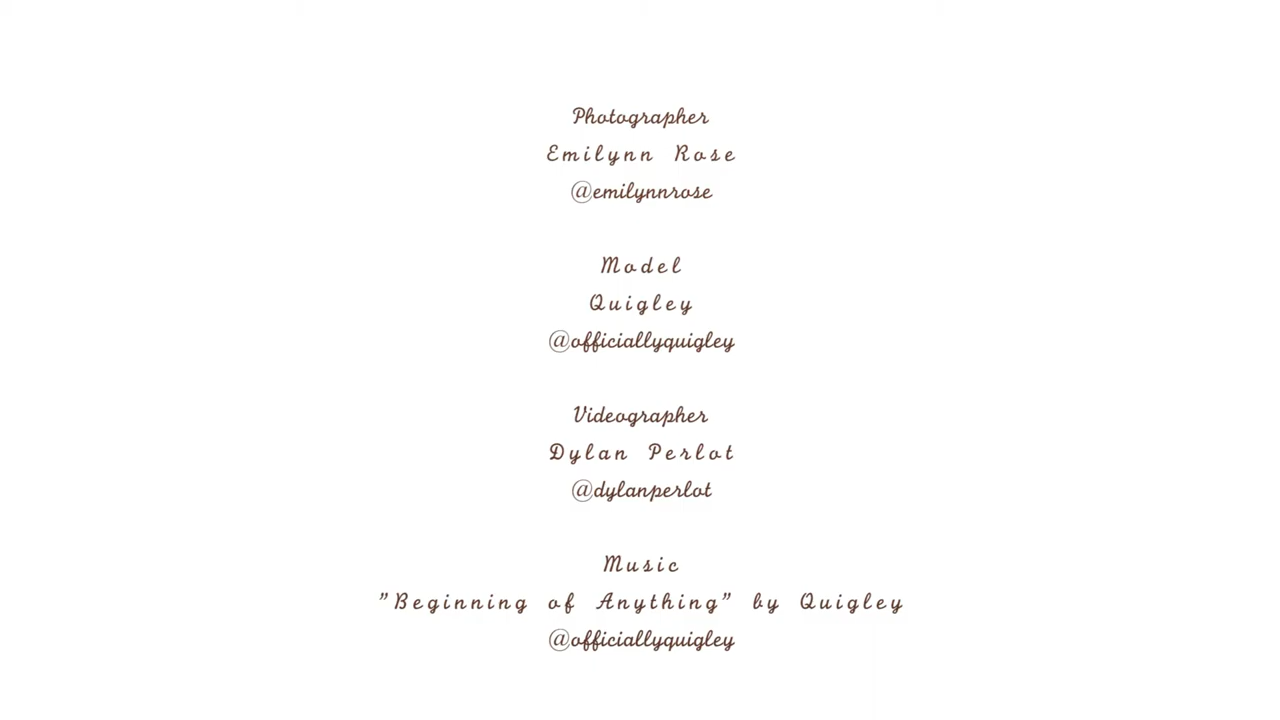 Photographer
Emilynn Rose
@emilynnrose
Model
Quigley
@officiallyquigley
Videographer
Dylan Perlot
@dylanperlot
Music
"Beginning of Anything" by Quigley
@officiallyquigley